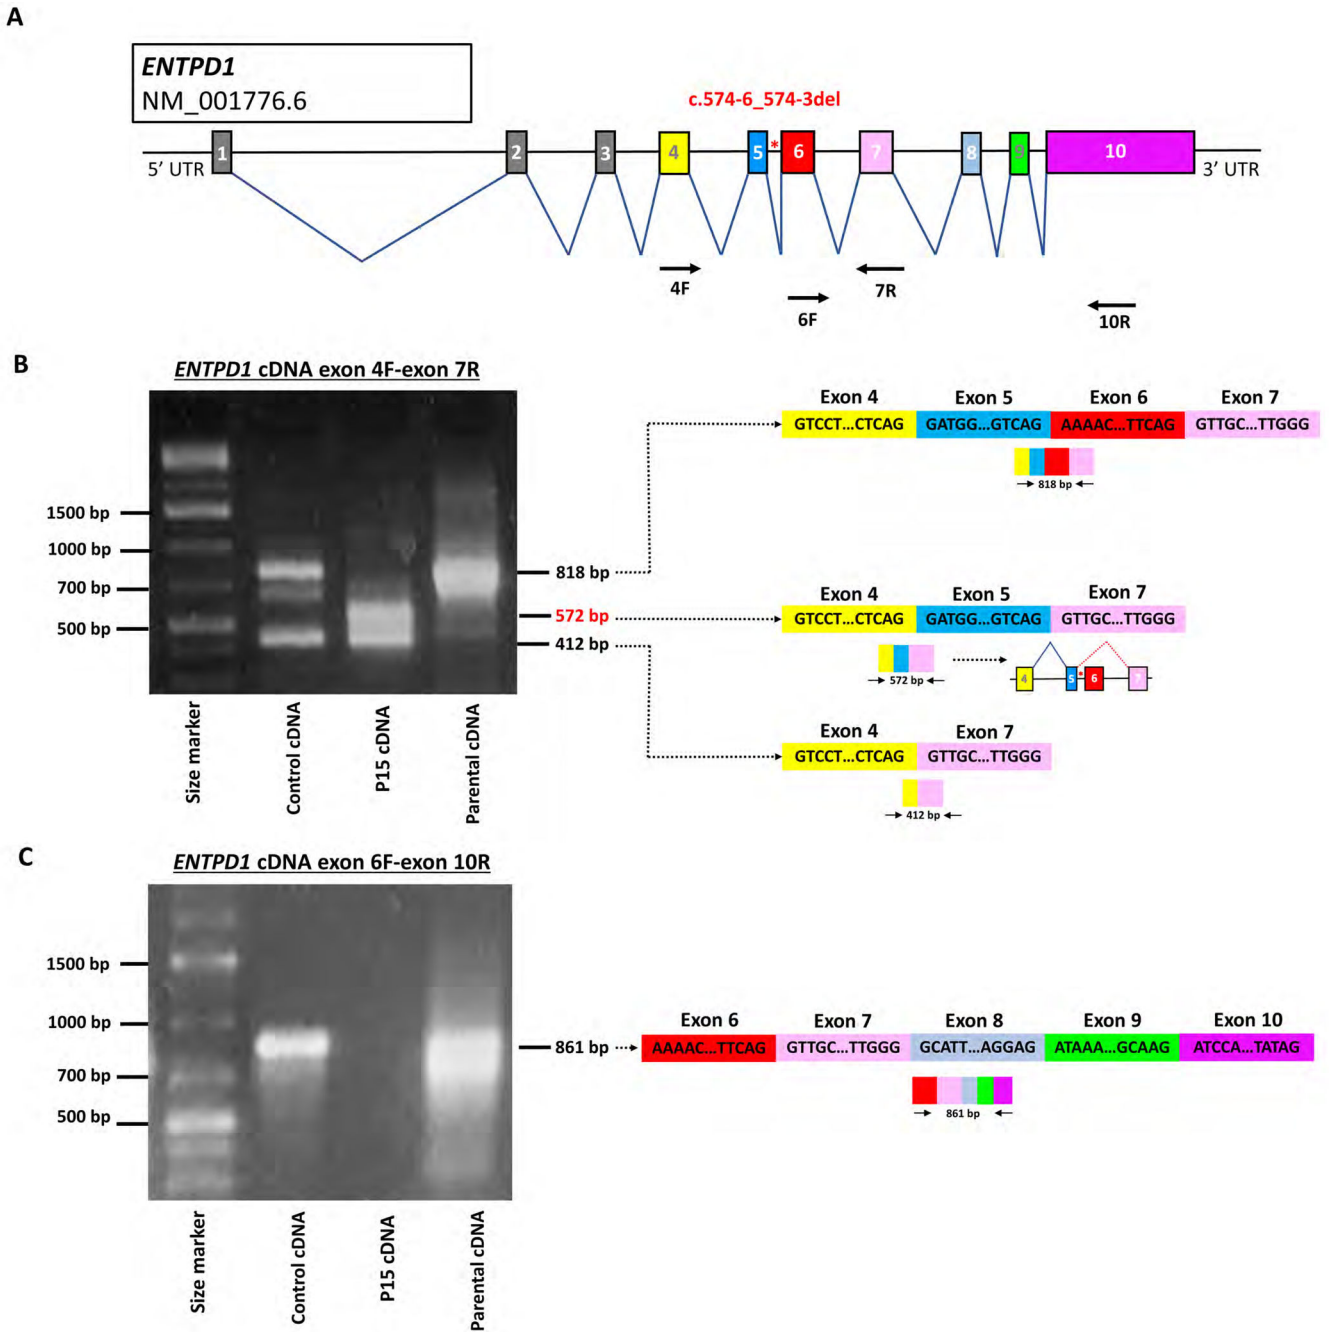 A
ENTPD1
NM_001776.6
c.574-6_574-3del
1 2 3 4 5 * 6 7 8 9 10
5' UTR
3' UTR
4F
7R
6F
10R
B
ENTPD1 cDNA exon 4F-exon 7R
1500 bp
1000 bp
700 bp
500 bp
818 bp
572 bp
412 bp
Size marker
Control cDNA
P15 cDNA
Parental cDNA
Exon 4 Exon 5 Exon 6 Exon 7
GTCCT...CTCAG GATGG...GTCAG AAAAC...TTCAG GTTGC...TTGGG
818 bp
Exon 4 Exon 5 Exon 7
GTCCT...CTCAG GATGG...GTCAG GTTGC...TTGGG
572 bp
4 5 * 6 7
Exon 4 Exon 7
GTCCT...CTCAG GTTGC...TTGGG
412 bp
C
ENTPD1 cDNA exon 6F-exon 10R
1500 bp
1000 bp
700 bp
500 bp
861 bp
Size marker
Control cDNA
P15 cDNA
Parental cDNA
Exon 6 Exon 7 Exon 8 Exon 9 Exon 10
AAAAC...TTCAG GTTGC...TTGGG GCATT...AGGAG ATAAA...GCAAG ATCCA...TATAG
861 bp